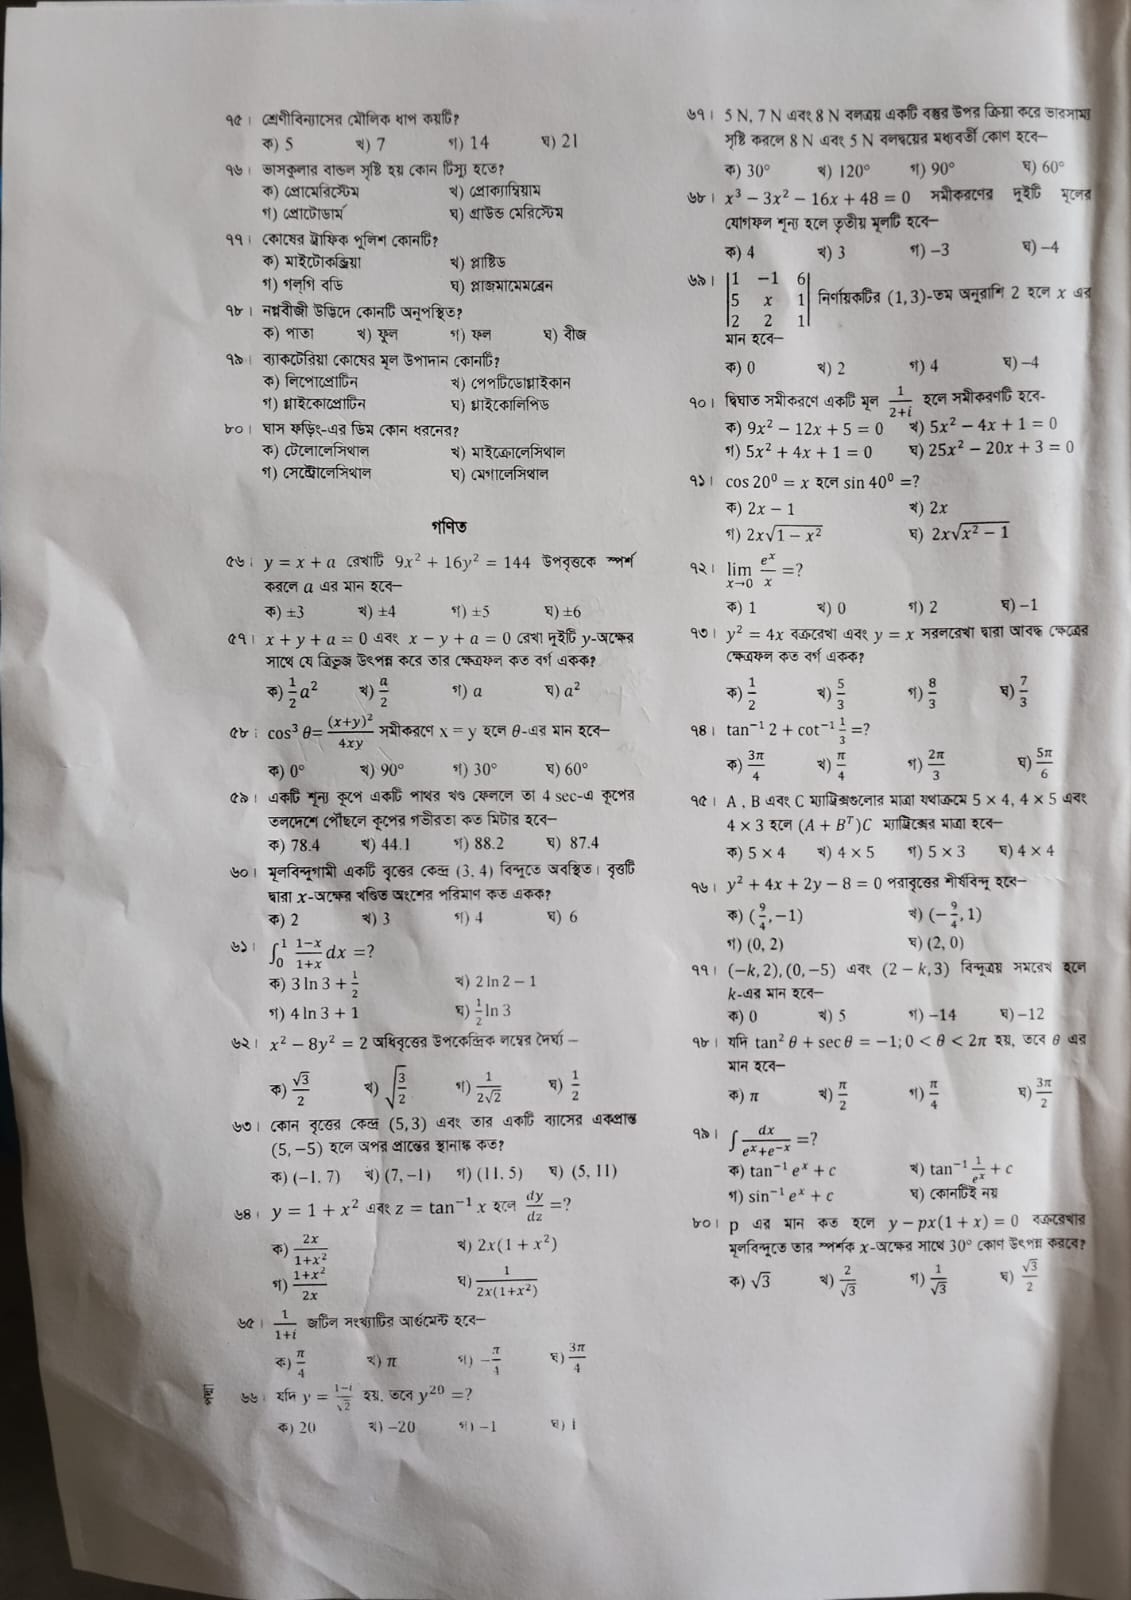 ৭৫। শ্রেণীবিন্যাসের মৌলিক ধাপ কয়টি?
ক) 5 খ) 7 গ) 14 ঘ) 21
৭৬। ভাসকুলার বান্ডল সৃষ্টি হয় কোন টিস্যু হতে?
ক) প্রোমেরিস্টেম খ) প্রোক্যাম্বিয়াম
গ) প্রোটোডার্ম ঘ) গ্রাউন্ড মেরিস্টেম
৭৭। কোষের ট্রাফিক পুলিশ কোনটি?
ক) মাইটোকন্ড্রিয়া খ) প্লাষ্টিড
গ) গলগি বডি ঘ) প্লাজমামেমব্রেন
৭৮। নগ্নবীজী উদ্ভিদে কোনটি অনুপস্থিত?
ক) পাতা খ) ফুল গ) ফল ঘ) বীজ
৭৯। ব্যাকটেরিয়া কোষের মূল উপাদান কোনটি?
ক) লিপোপ্রোটিন খ) পেপটিডোগ্লাইকান
গ) গ্লাইকোপ্রোটিন ঘ) গ্লাইকোলিপিড
৮০। ঘাস ফড়িং-এর ডিম কোন ধরনের?
ক) টেলোলেসিথাল খ) মাইক্রোলেসিথাল
গ) সেন্ট্রোলেসিথাল ঘ) মেগালেসিথাল
গণিত
৫৬। y = x + a রেখাটি 9x² + 16y² = 144 উপবৃত্তকে স্পর্শ
করলে a এর মান হবে–
ক) ±3 খ) ±4 গ) ±5 ঘ) ±6
৫৭। x + y + a = 0 এবং x − y + a = 0 রেখা দুইটি y-অক্ষের
সাথে যে ত্রিভুজ উৎপন্ন করে তার ক্ষেত্রফল কত বর্গ একক?
ক) 1/2 a² খ) a/2 গ) a ঘ) a²
৫৮। cos³ θ= (x+y)²/4xy সমীকরণে x = y হলে θ-এর মান হবে–
ক) 0° খ) 90° গ) 30° ঘ) 60°
৫৯। একটি শূন্য কূপে একটি পাথর খণ্ড ফেললে তা 4 sec-এ কূপের
তলদেশে পৌঁছলে কূপের গভীরতা কত মিটার হবে–
ক) 78.4 খ) 44.1 গ) 88.2 ঘ) 87.4
৬০। মূলবিন্দুগামী একটি বৃত্তের কেন্দ্র (3, 4) বিন্দুতে অবস্থিত। বৃত্তটি
দ্বারা x-অক্ষের খণ্ডিত অংশের পরিমাণ কত একক?
ক) 2 খ) 3 গ) 4 ঘ) 6
৬১। ∫₀¹ (1−x)/(1+x) dx =?
ক) 3 ln 3 + 1/2 খ) 2 ln 2 − 1
গ) 4 ln 3 + 1 ঘ) 1/2 ln 3
৬২। x² − 8y² = 2 অধিবৃত্তের উপকেন্দ্রিক লম্বের দৈর্ঘ্য –
ক) √3/2 খ) √(3/2) গ) 1/2√2 ঘ) 1/2
৬৩। কোন বৃত্তের কেন্দ্র (5, 3) এবং তার একটি ব্যাসের একপ্রান্ত
(5, −5) হলে অপর প্রান্তের স্থানাঙ্ক কত?
ক) (−1, 7) খ) (7, −1) গ) (11, 5) ঘ) (5, 11)
৬৪। y = 1 + x² এবং z = tan⁻¹ x হলে dy/dz =?
ক) 2x/(1+x²) খ) 2x(1 + x²)
গ) (1+x²)/2x ঘ) 1/(2x(1+x²))
৬৫। 1/(1+i) জটিল সংখ্যাটির আর্গুমেন্ট হবে–
ক) π/4 খ) π গ) −π/4 ঘ) 3π/4
৬৬। যদি y = (1−i)/√2 হয়, তবে y²⁰ =?
ক) 20 খ) −20 গ) −1 ঘ) 1
৬৭। 5 N, 7 N এবং 8 N বলত্রয় একটি বস্তুর উপর ক্রিয়া করে ভারসাম্য
সৃষ্টি করলে 8 N এবং 5 N বলদ্বয়ের মধ্যবর্তী কোণ হবে–
ক) 30° খ) 120° গ) 90° ঘ) 60°
৬৮। x³ − 3x² − 16x + 48 = 0 সমীকরণের দুইটি মূলের
যোগফল শূন্য হলে তৃতীয় মূলটি হবে–
ক) 4 খ) 3 গ) −3 ঘ) −4
৬৯। |1 −1 6|
|5 x 1| নির্ণায়কটির (1, 3)-তম অনুরাশি 2 হলে x এর
|2 2 1|
মান হবে–
ক) 0 খ) 2 গ) 4 ঘ) −4
৭০। দ্বিঘাত সমীকরণে একটি মূল 1/(2+i) হলে সমীকরণটি হবে-
ক) 9x² − 12x + 5 = 0 খ) 5x² − 4x + 1 = 0
গ) 5x² + 4x + 1 = 0 ঘ) 25x² − 20x + 3 = 0
৭১। cos 20⁰ = x হলে sin 40⁰ =?
ক) 2x − 1 খ) 2x
গ) 2x√(1 − x²) ঘ) 2x√(x² − 1)
৭২। lim x→0 eˣ/x =?
ক) 1 খ) 0 গ) 2 ঘ) −1
৭৩। y² = 4x বক্ররেখা এবং y = x সরলরেখা দ্বারা আবদ্ধ ক্ষেত্রের
ক্ষেত্রফল কত বর্গ একক?
ক) 1/2 খ) 5/3 গ) 8/3 ঘ) 7/3
৭৪। tan⁻¹ 2 + cot⁻¹ 1/3 =?
ক) 3π/4 খ) π/4 গ) 2π/3 ঘ) 5π/6
৭৫। A , B এবং C ম্যাট্রিক্সগুলোর মাত্রা যথাক্রমে 5 × 4, 4 × 5 এবং
4 × 3 হলে (A + Bᵀ)C ম্যাট্রিক্সের মাত্রা হবে–
ক) 5 × 4 খ) 4 × 5 গ) 5 × 3 ঘ) 4 × 4
৭৬। y² + 4x + 2y − 8 = 0 পরাবৃত্তের শীর্ষবিন্দু হবে–
ক) (9/4, −1) খ) (−9/4, 1)
গ) (0, 2) ঘ) (2, 0)
৭৭। (−k, 2), (0, −5) এবং (2 − k, 3) বিন্দুত্রয় সমরেখ হলে
k-এর মান হবে–
ক) 0 খ) 5 গ) −14 ঘ) −12
৭৮। যদি tan² θ + sec θ = −1; 0 < θ < 2π হয়, তবে θ এর
মান হবে–
ক) π খ) π/2 গ) π/4 ঘ) 3π/2
৭৯। ∫ dx/(eˣ+e⁻ˣ) =?
ক) tan⁻¹ eˣ + c খ) tan⁻¹ 1/eˣ + c
গ) sin⁻¹ eˣ + c ঘ) কোনটিই নয়
৮০। p এর মান কত হলে y − px(1 + x) = 0 বক্ররেখার
মূলবিন্দুতে তার স্পর্শক x-অক্ষের সাথে 30° কোণ উৎপন্ন করবে?
ক) √3 খ) 2/√3 গ) 1/√3 ঘ) √3/2